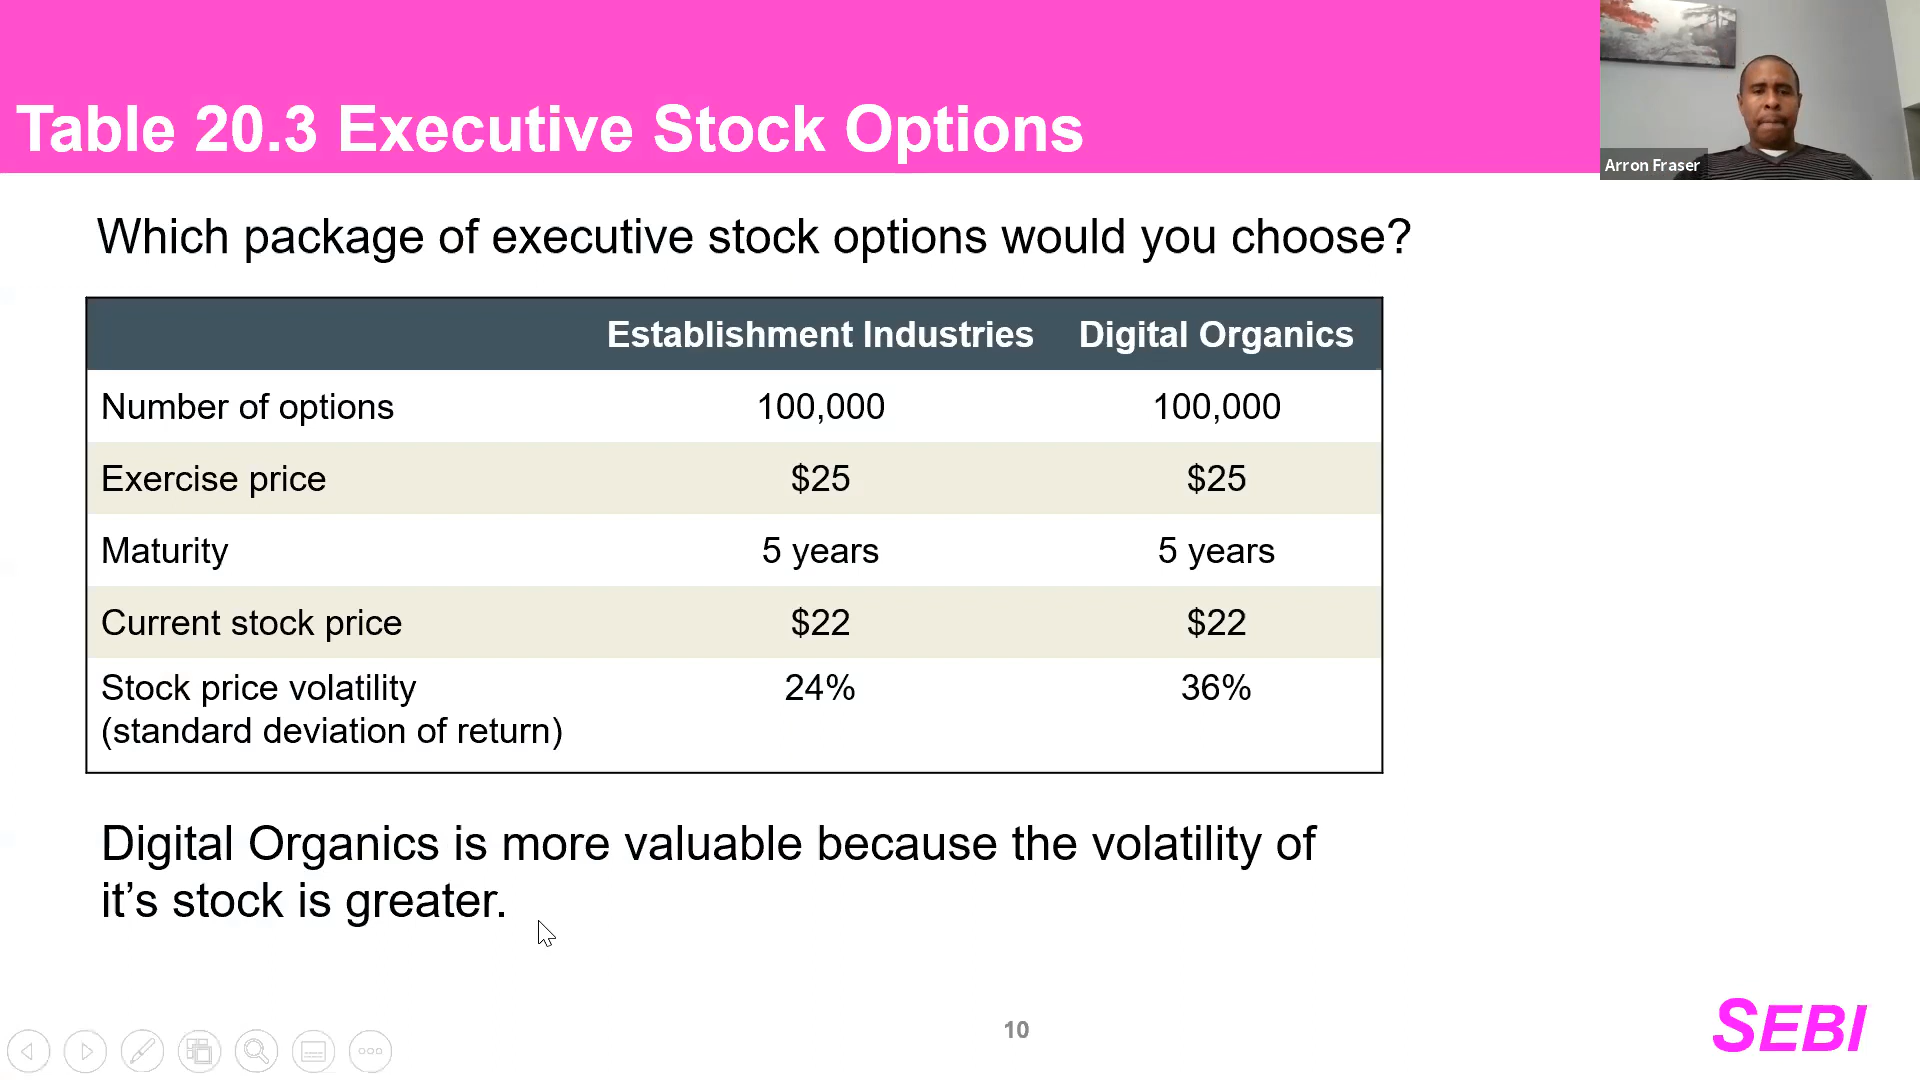 Table 20.3 Executive Stock Options
Arron Fraser
Which package of executive stock options would you choose?
Establishment Industries Digital Organics
Number of options 100,000 100,000
Exercise price $25 $25
Maturity 5 years 5 years
Current stock price $22 $22
Stock price volatility 24% 36%
(standard deviation of return)
Digital Organics is more valuable because the volatility of
it’s stock is greater.
10
SEBI